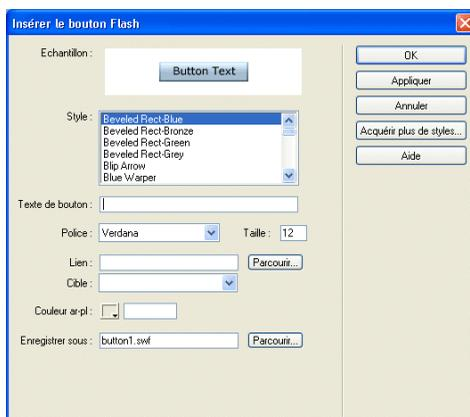 Insérer le bouton Flash
Echantillon :
Button Text
Style :
Beveled Rect-Blue
Beveled Rect-Bronze
Beveled Rect-Green
Beveled Rect-Grey
Blip Arrow
Blue Warper
Texte de bouton :
Police : Verdana Taille : 12
Lien : Parcourir...
Cible :
Couleur ar-pl :
Enregistrer sous : button1.swf Parcourir...
OK
Appliquer
Annuler
Acquérir plus de styles...
Aide